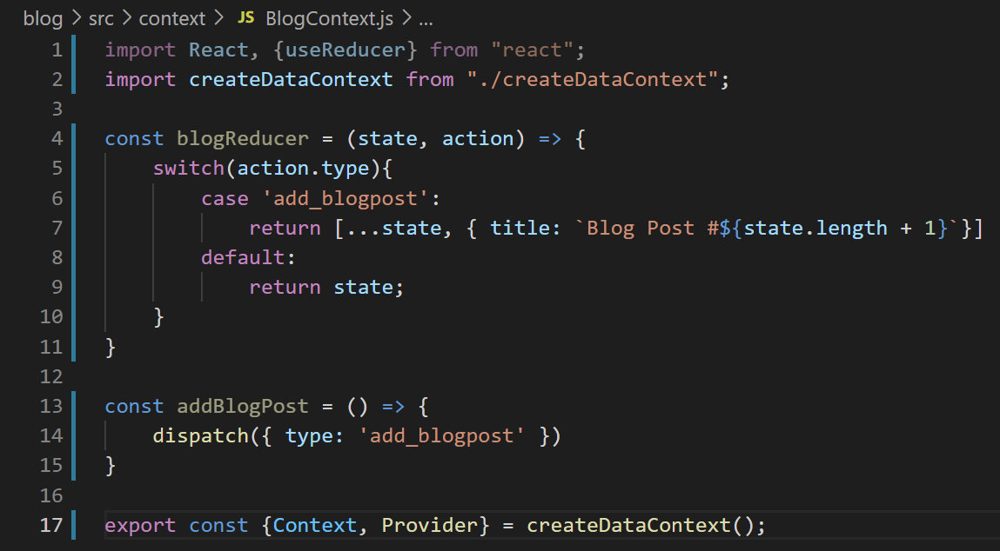 blog > src > context > JS BlogContext.js > ...
1 import React, {useReducer} from "react";
2 import createDataContext from "./createDataContext";
3
4 const blogReducer = (state, action) => {
5     switch(action.type){
6         case 'add_blogpost':
7             return [...state, { title: `Blog Post #${state.length + 1}`}]
8         default:
9             return state;
10     }
11 }
12
13 const addBlogPost = () => {
14     dispatch({ type: 'add_blogpost' })
15 }
16
17 export const {Context, Provider} = createDataContext();